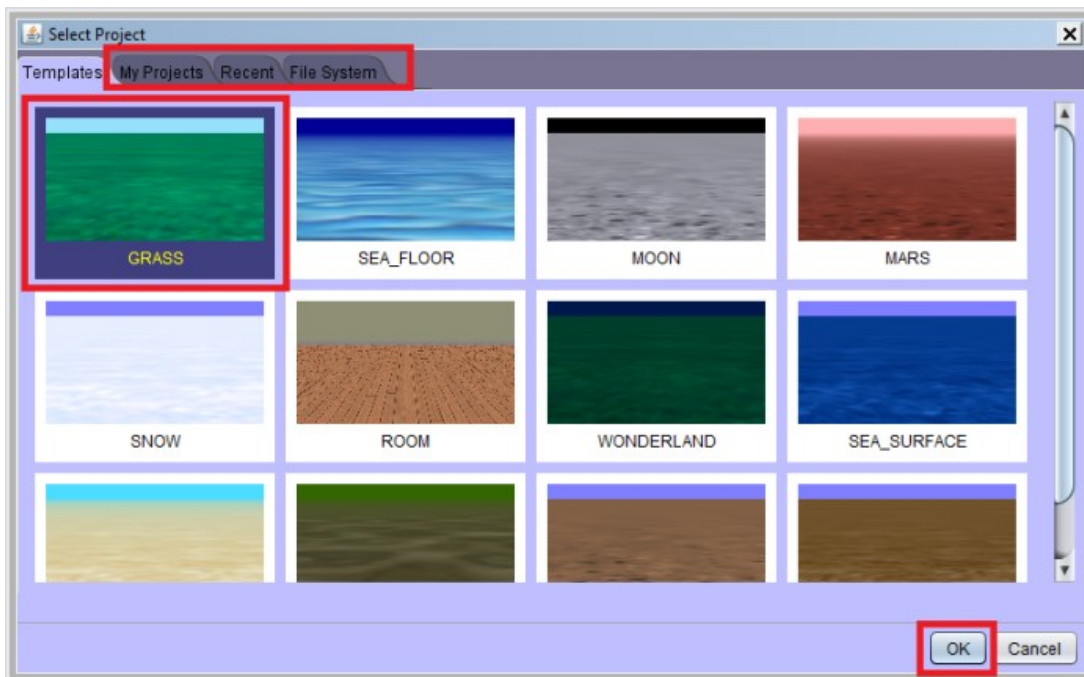 Select Project
Templates My Projects Recent File System
GRASS SEA_FLOOR MOON MARS
SNOW ROOM WONDERLAND SEA_SURFACE
OK Cancel